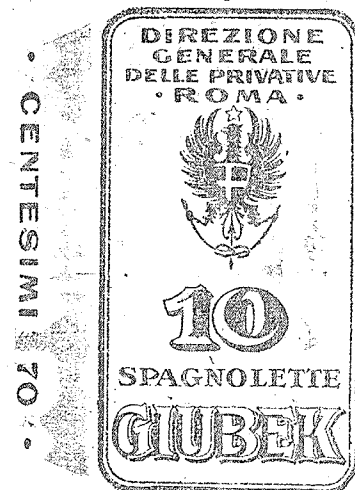 DIREZIONE
GENERALE
DELLE PRIVATIVE
• ROMA •
10
SPAGNOLETTE
GIUBEK
• CENTESIMI 70 •